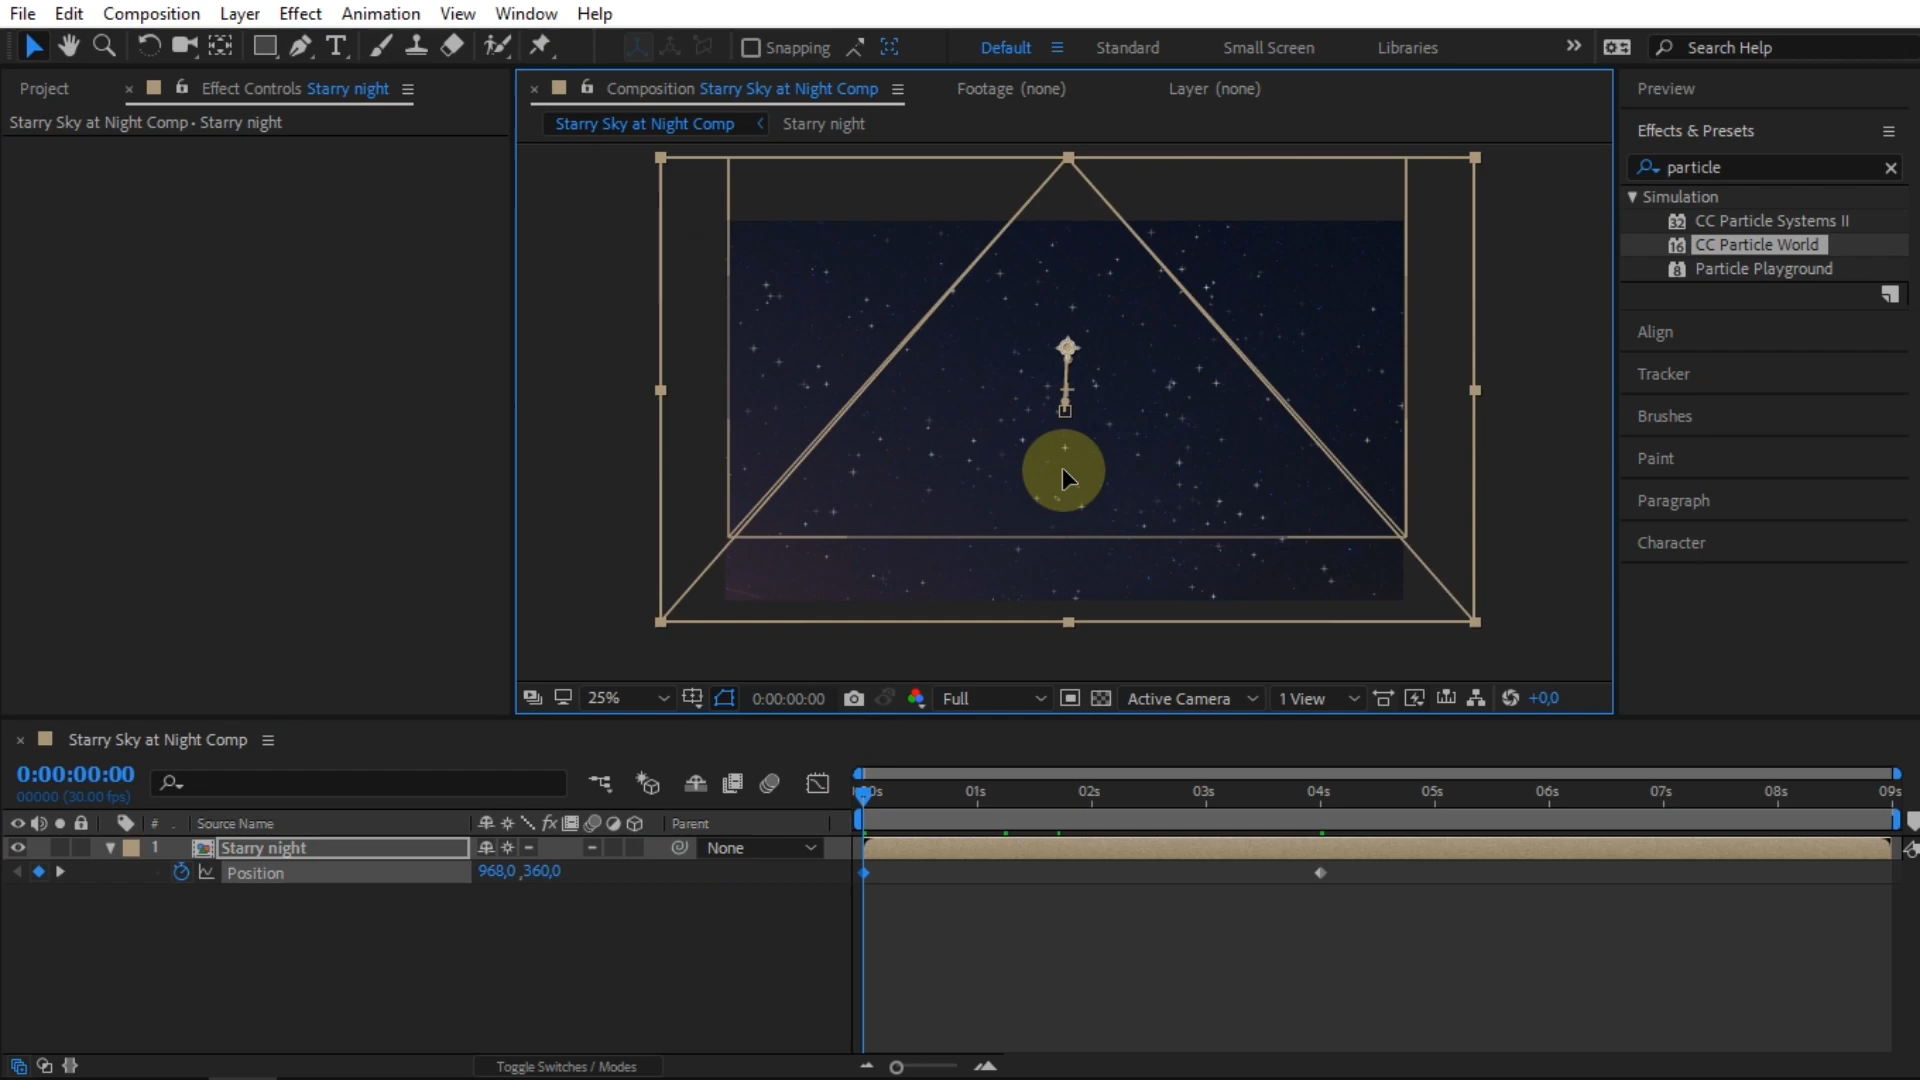 File Edit Composition Layer Effect Animation View Window Help
Snapping Default Standard Small Screen Libraries Search Help
Project Effect Controls Starry night
Starry Sky at Night Comp • Starry night
Composition Starry Sky at Night Comp Footage (none) Layer (none)
Starry Sky at Night Comp Starry night
Preview
Effects & Presets
particle
Simulation
32 CC Particle Systems II
16 CC Particle World
8 Particle Playground
Align
Tracker
Brushes
Paint
Paragraph
Character
25% 0:00:00:00 Full Active Camera 1 View +0,0
Starry Sky at Night Comp
0:00:00:00
00000 (30.00 fps)
01s 02s 03s 04s 05s 06s 07s 08s 09s
# Source Name fx Parent
1 Starry night None
Position 968,0 ,360,0
Toggle Switches / Modes